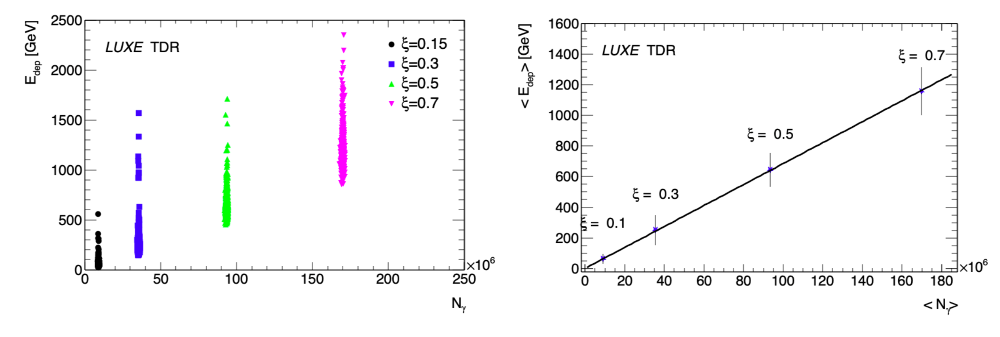 E_dep [GeV]
2500
2000
1500
1000
500
0
LUXE TDR
ξ=0.15
ξ=0.3
ξ=0.5
ξ=0.7
0 50 100 150 200 250
×10^6
N_γ
< E_dep > [GeV]
1600
1400
1200
1000
800
600
400
200
0
LUXE TDR
ξ = 0.7
ξ = 0.5
ξ = 0.3
ξ = 0.1
0 20 40 60 80 100 120 140 160 180
×10^6
< N_γ >